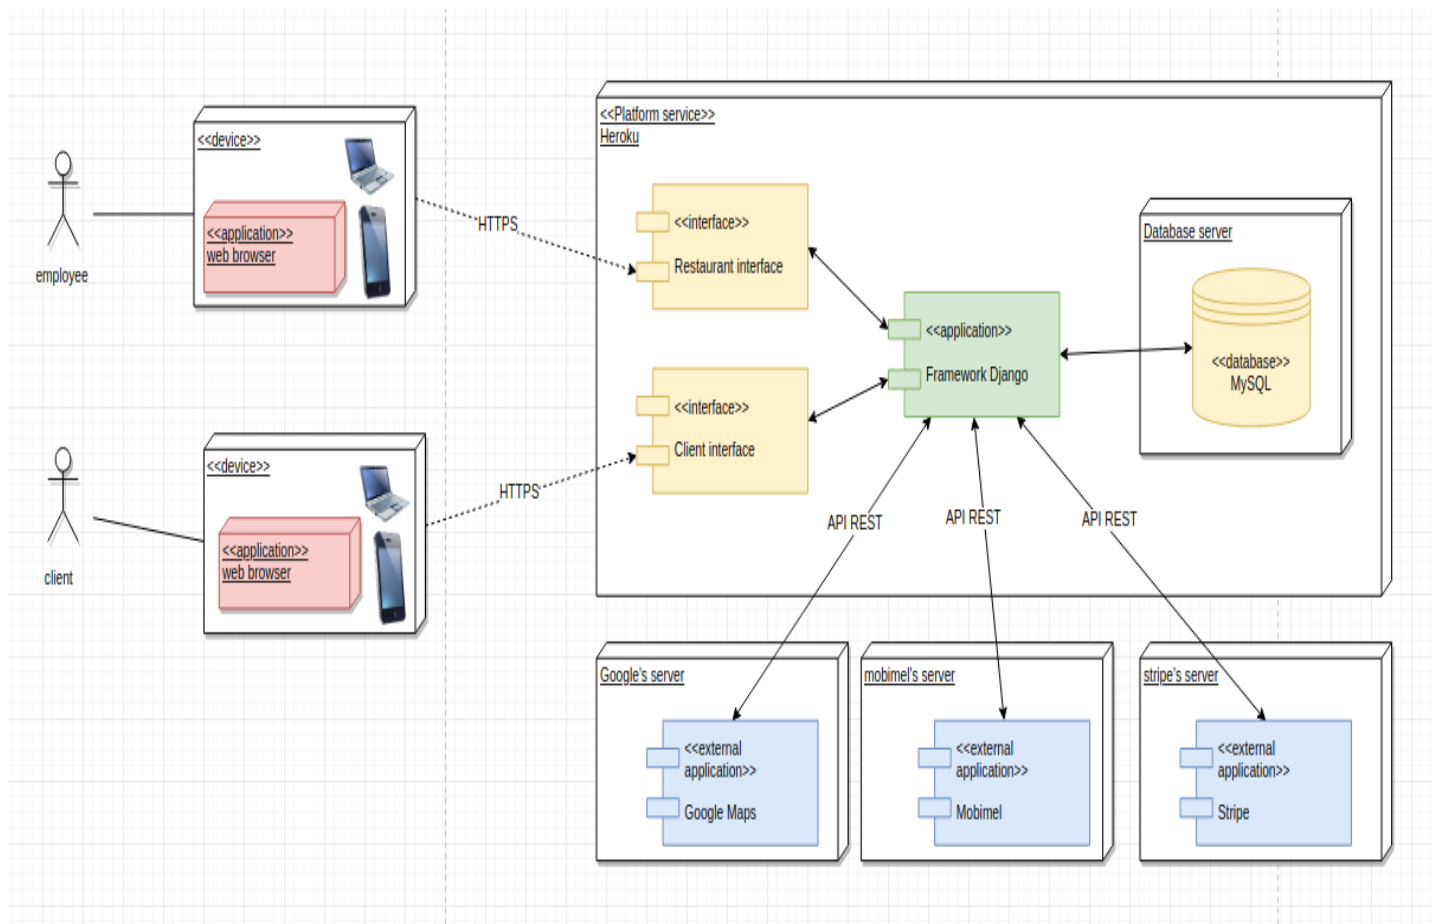 <<device>>
<<application>>
web browser
employee
HTTPS
<<device>>
<<application>>
web browser
client
HTTPS
<<Platform service>>
Heroku
<<interface>>
Restaurant interface
<<interface>>
Client interface
<<application>>
Framework Django
Database server
<<database>>
MySQL
API REST
API REST
API REST
Google's server
<<external
application>>
Google Maps
mobimel's server
<<external
application>>
Mobimel
stripe's server
<<external
application>>
Stripe